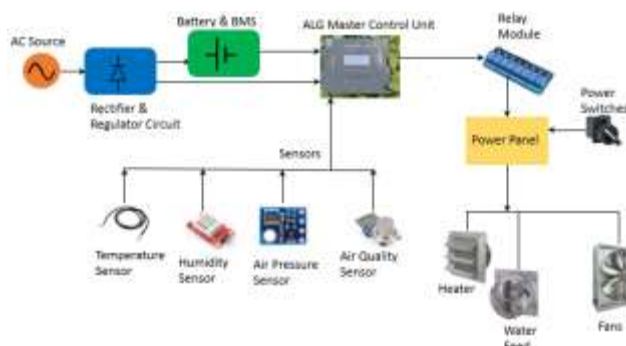 Battery & BMS
ALG Master Control Unit
Relay
Module
AC Source
Rectifier &
Regulator Circuit
Power
Switches
Power Panel
Sensors
Temperature
Sensor
Humidity
Sensor
Air Pressure
Sensor
Air Quality
Sensor
Heater
Water
Feed
Fans